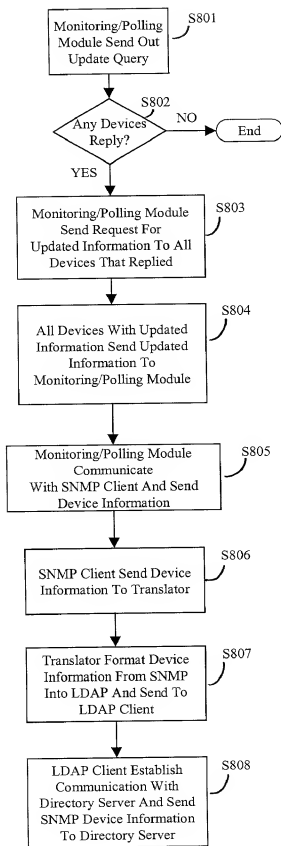 S801
Monitoring/Polling
Module Send Out
Update Query
S802
Any Devices
Reply?
NO
End
YES
S803
Monitoring/Polling Module
Send Request For
Updated Information To All
Devices That Replied
S804
All Devices With Updated
Information Send Updated
Information To
Monitoring/Polling Module
S805
Monitoring/Polling Module
Communicate
With SNMP Client And Send
Device Information
S806
SNMP Client Send Device
Information To Translator
S807
Translator Format Device
Information From SNMP
Into LDAP And Send To
LDAP Client
S808
LDAP Client Establish
Communication With
Directory Server And Send
SNMP Device Information
To Directory Server